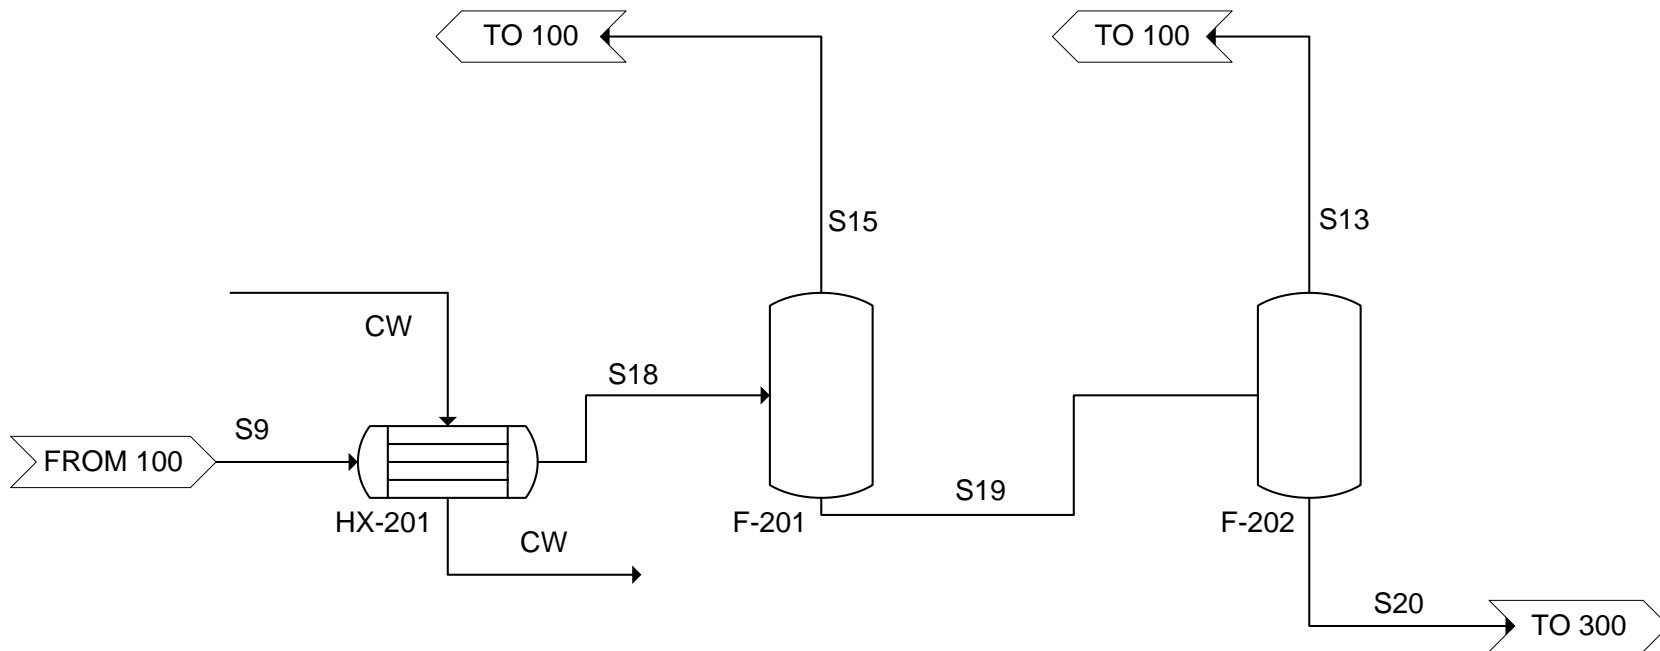 TO 100
TO 100
S15
S13
CW
S18
S9
FROM 100
S19
HX-201
F-201
F-202
CW
S20
TO 300